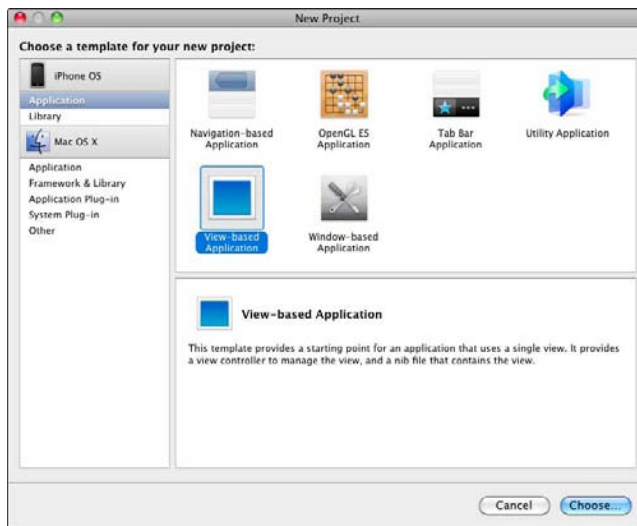 New Project
Choose a template for your new project:
iPhone OS
Application
Library
Mac OS X
Application
Framework & Library
Application Plug-in
System Plug-in
Other
Navigation-based
Application
OpenGL ES
Application
Tab Bar
Application
Utility Application
View-based
Application
Window-based
Application
View-based Application
This template provides a starting point for an application that uses a single view. It provides
a view controller to manage the view, and a nib file that contains the view.
Cancel
Choose...